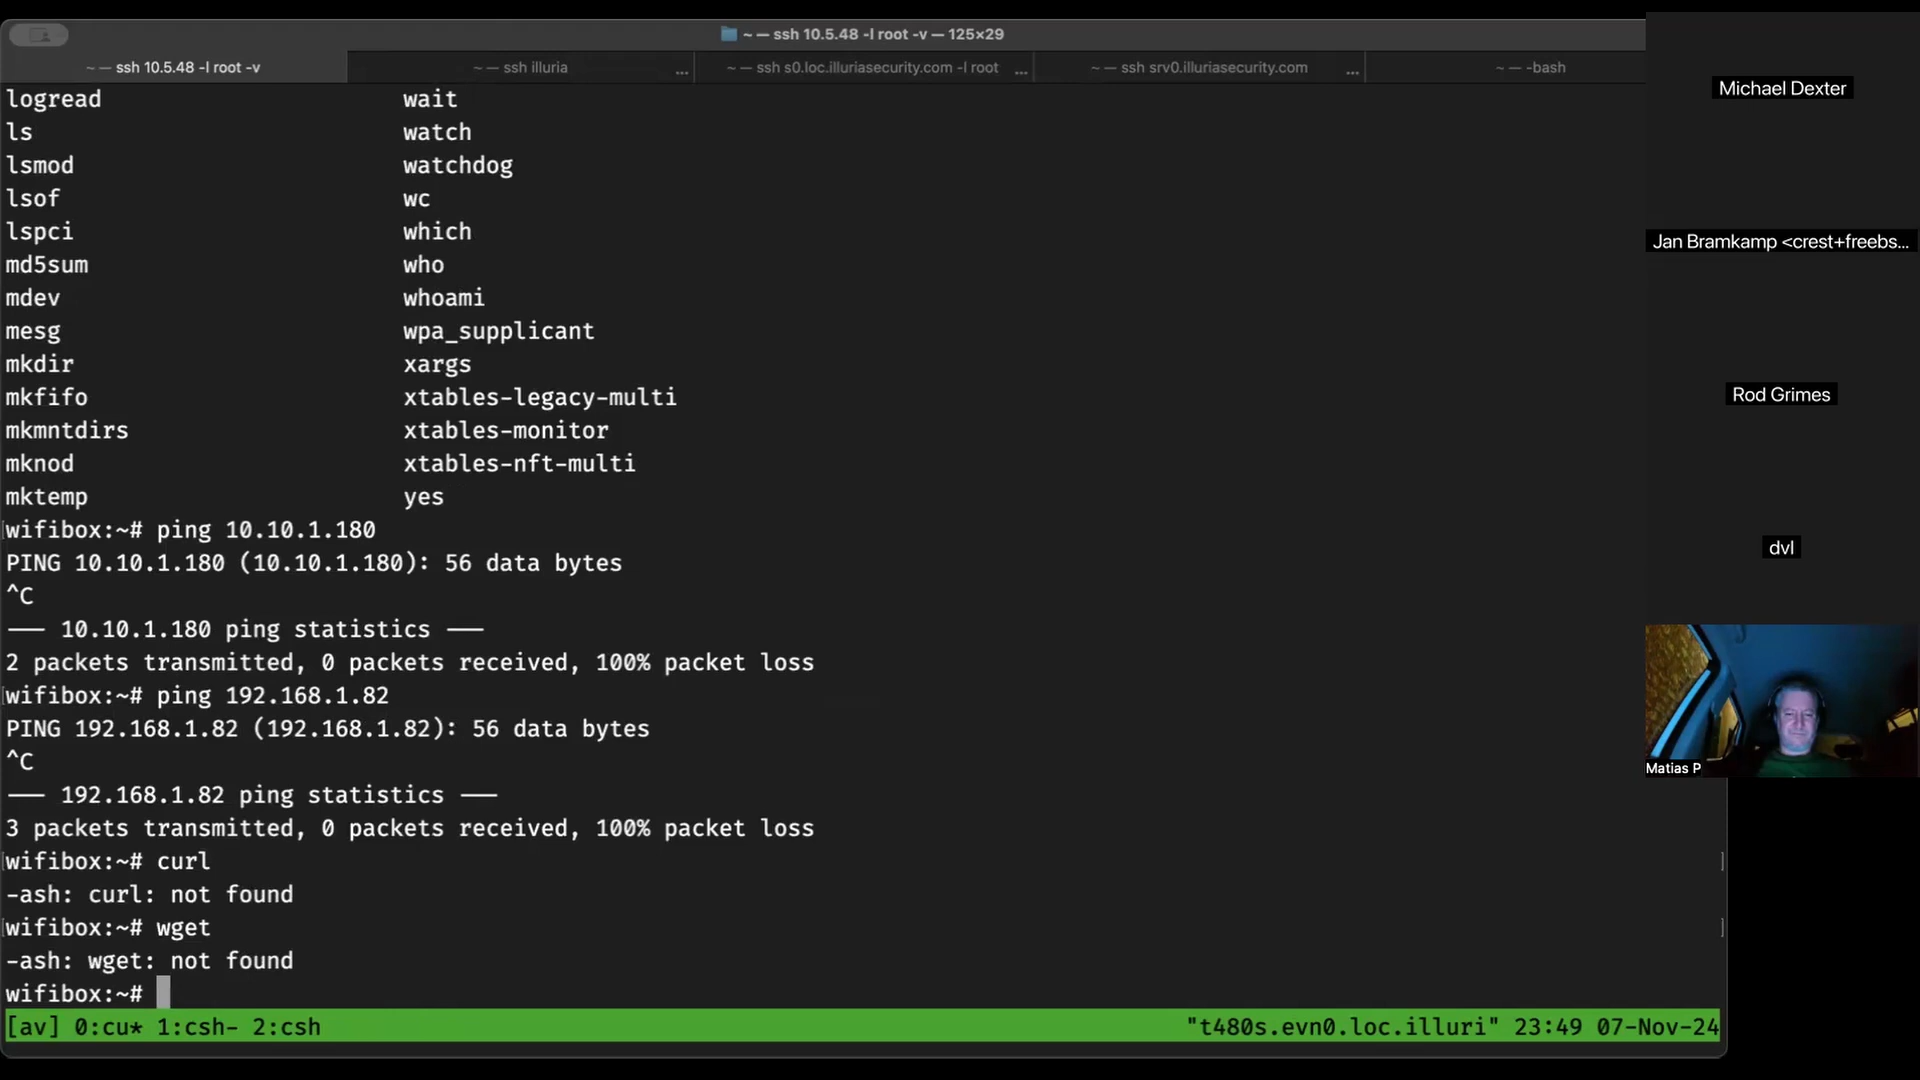 ~ — ssh 10.5.48 -l root -v — 125×29
~ — ssh 10.5.48 -l root -v
~ — ssh illuria ...
~ — ssh s0.loc.illuriasecurity.com -l root ...
~ — ssh srv0.illuriasecurity.com ...
~ — -bash
logread wait
ls watch
lsmod watchdog
lsof wc
lspci which
md5sum who
mdev whoami
mesg wpa_supplicant
mkdir xargs
mkfifo xtables-legacy-multi
mkmntdirs xtables-monitor
mknod xtables-nft-multi
mktemp yes
wifibox:~# ping 10.10.1.180
PING 10.10.1.180 (10.10.1.180): 56 data bytes
^C
--- 10.10.1.180 ping statistics ---
2 packets transmitted, 0 packets received, 100% packet loss
wifibox:~# ping 192.168.1.82
PING 192.168.1.82 (192.168.1.82): 56 data bytes
^C
--- 192.168.1.82 ping statistics ---
3 packets transmitted, 0 packets received, 100% packet loss
wifibox:~# curl
-ash: curl: not found
wifibox:~# wget
-ash: wget: not found
wifibox:~#
[av] 0:cu* 1:csh- 2:csh "t480s.evn0.loc.illuri" 23:49 07-Nov-24
Michael Dexter
Jan Bramkamp <crest+freebs...
Rod Grimes
dvl
Matias P